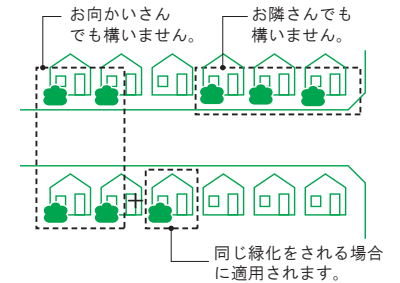 お向かいさん
でも構いません。
お隣さんでも
構いません。
同じ緑化をされる場合
に適用されます。